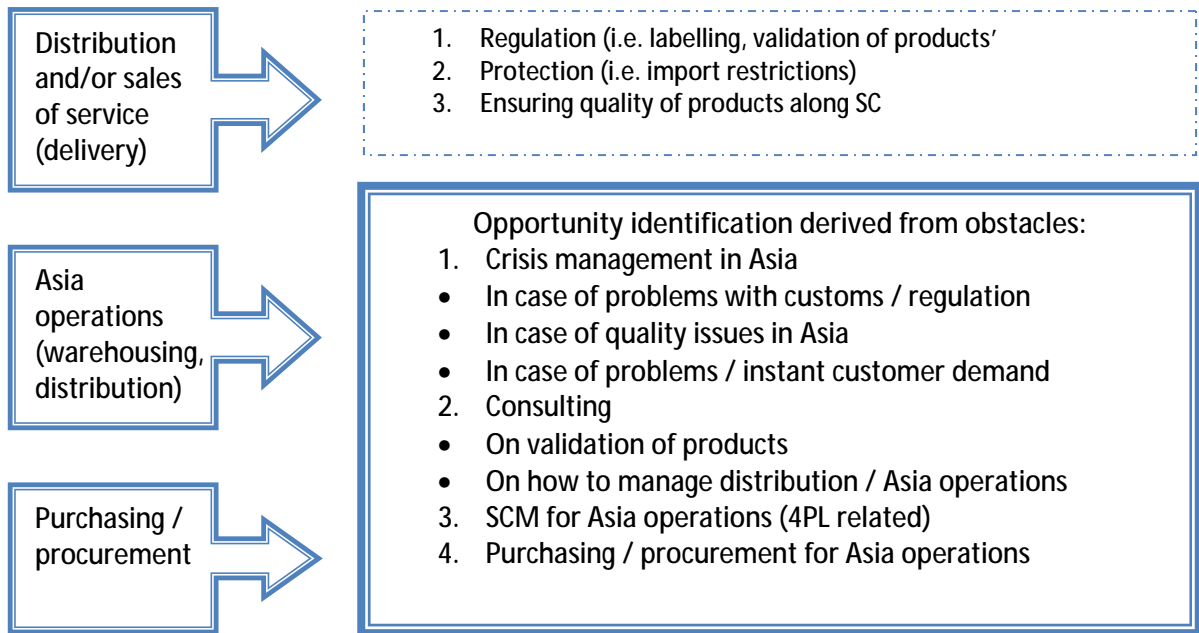 Distribution
and/or sales
of service
(delivery)
1. Regulation (i.e. labelling, validation of products’
2. Protection (i.e. import restrictions)
3. Ensuring quality of products along SC
Asia
operations
(warehousing,
distribution)
Purchasing /
procurement
Opportunity identification derived from obstacles:
1. Crisis management in Asia
• In case of problems with customs / regulation
• In case of quality issues in Asia
• In case of problems / instant customer demand
2. Consulting
• On validation of products
• On how to manage distribution / Asia operations
3. SCM for Asia operations (4PL related)
4. Purchasing / procurement for Asia operations